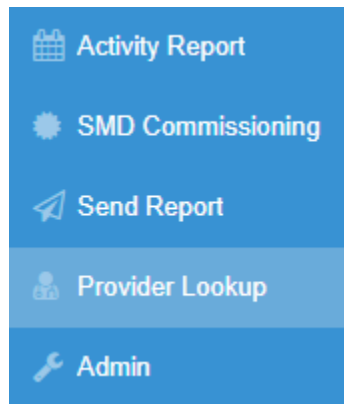 Activity Report
SMD Commissioning
Send Report
Provider Lookup
Admin